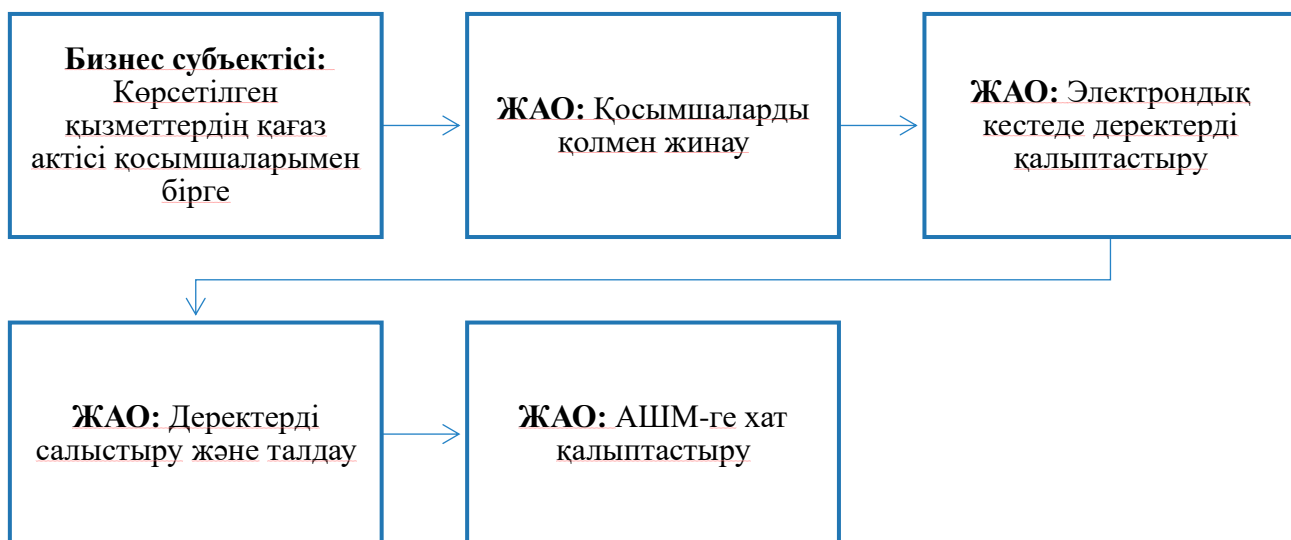 Бизнес субъектісі:
Көрсетілген
қызметтердің қағаз
актісі қосымшаларымен
бірге
ЖАО: Қосымшаларды
қолмен жинау
ЖАО: Электрондық
кестеде деректерді
қалыптастыру
ЖАО: Деректерді
салыстыру және талдау
ЖАО: АШМ-ге хат
қалыптастыру